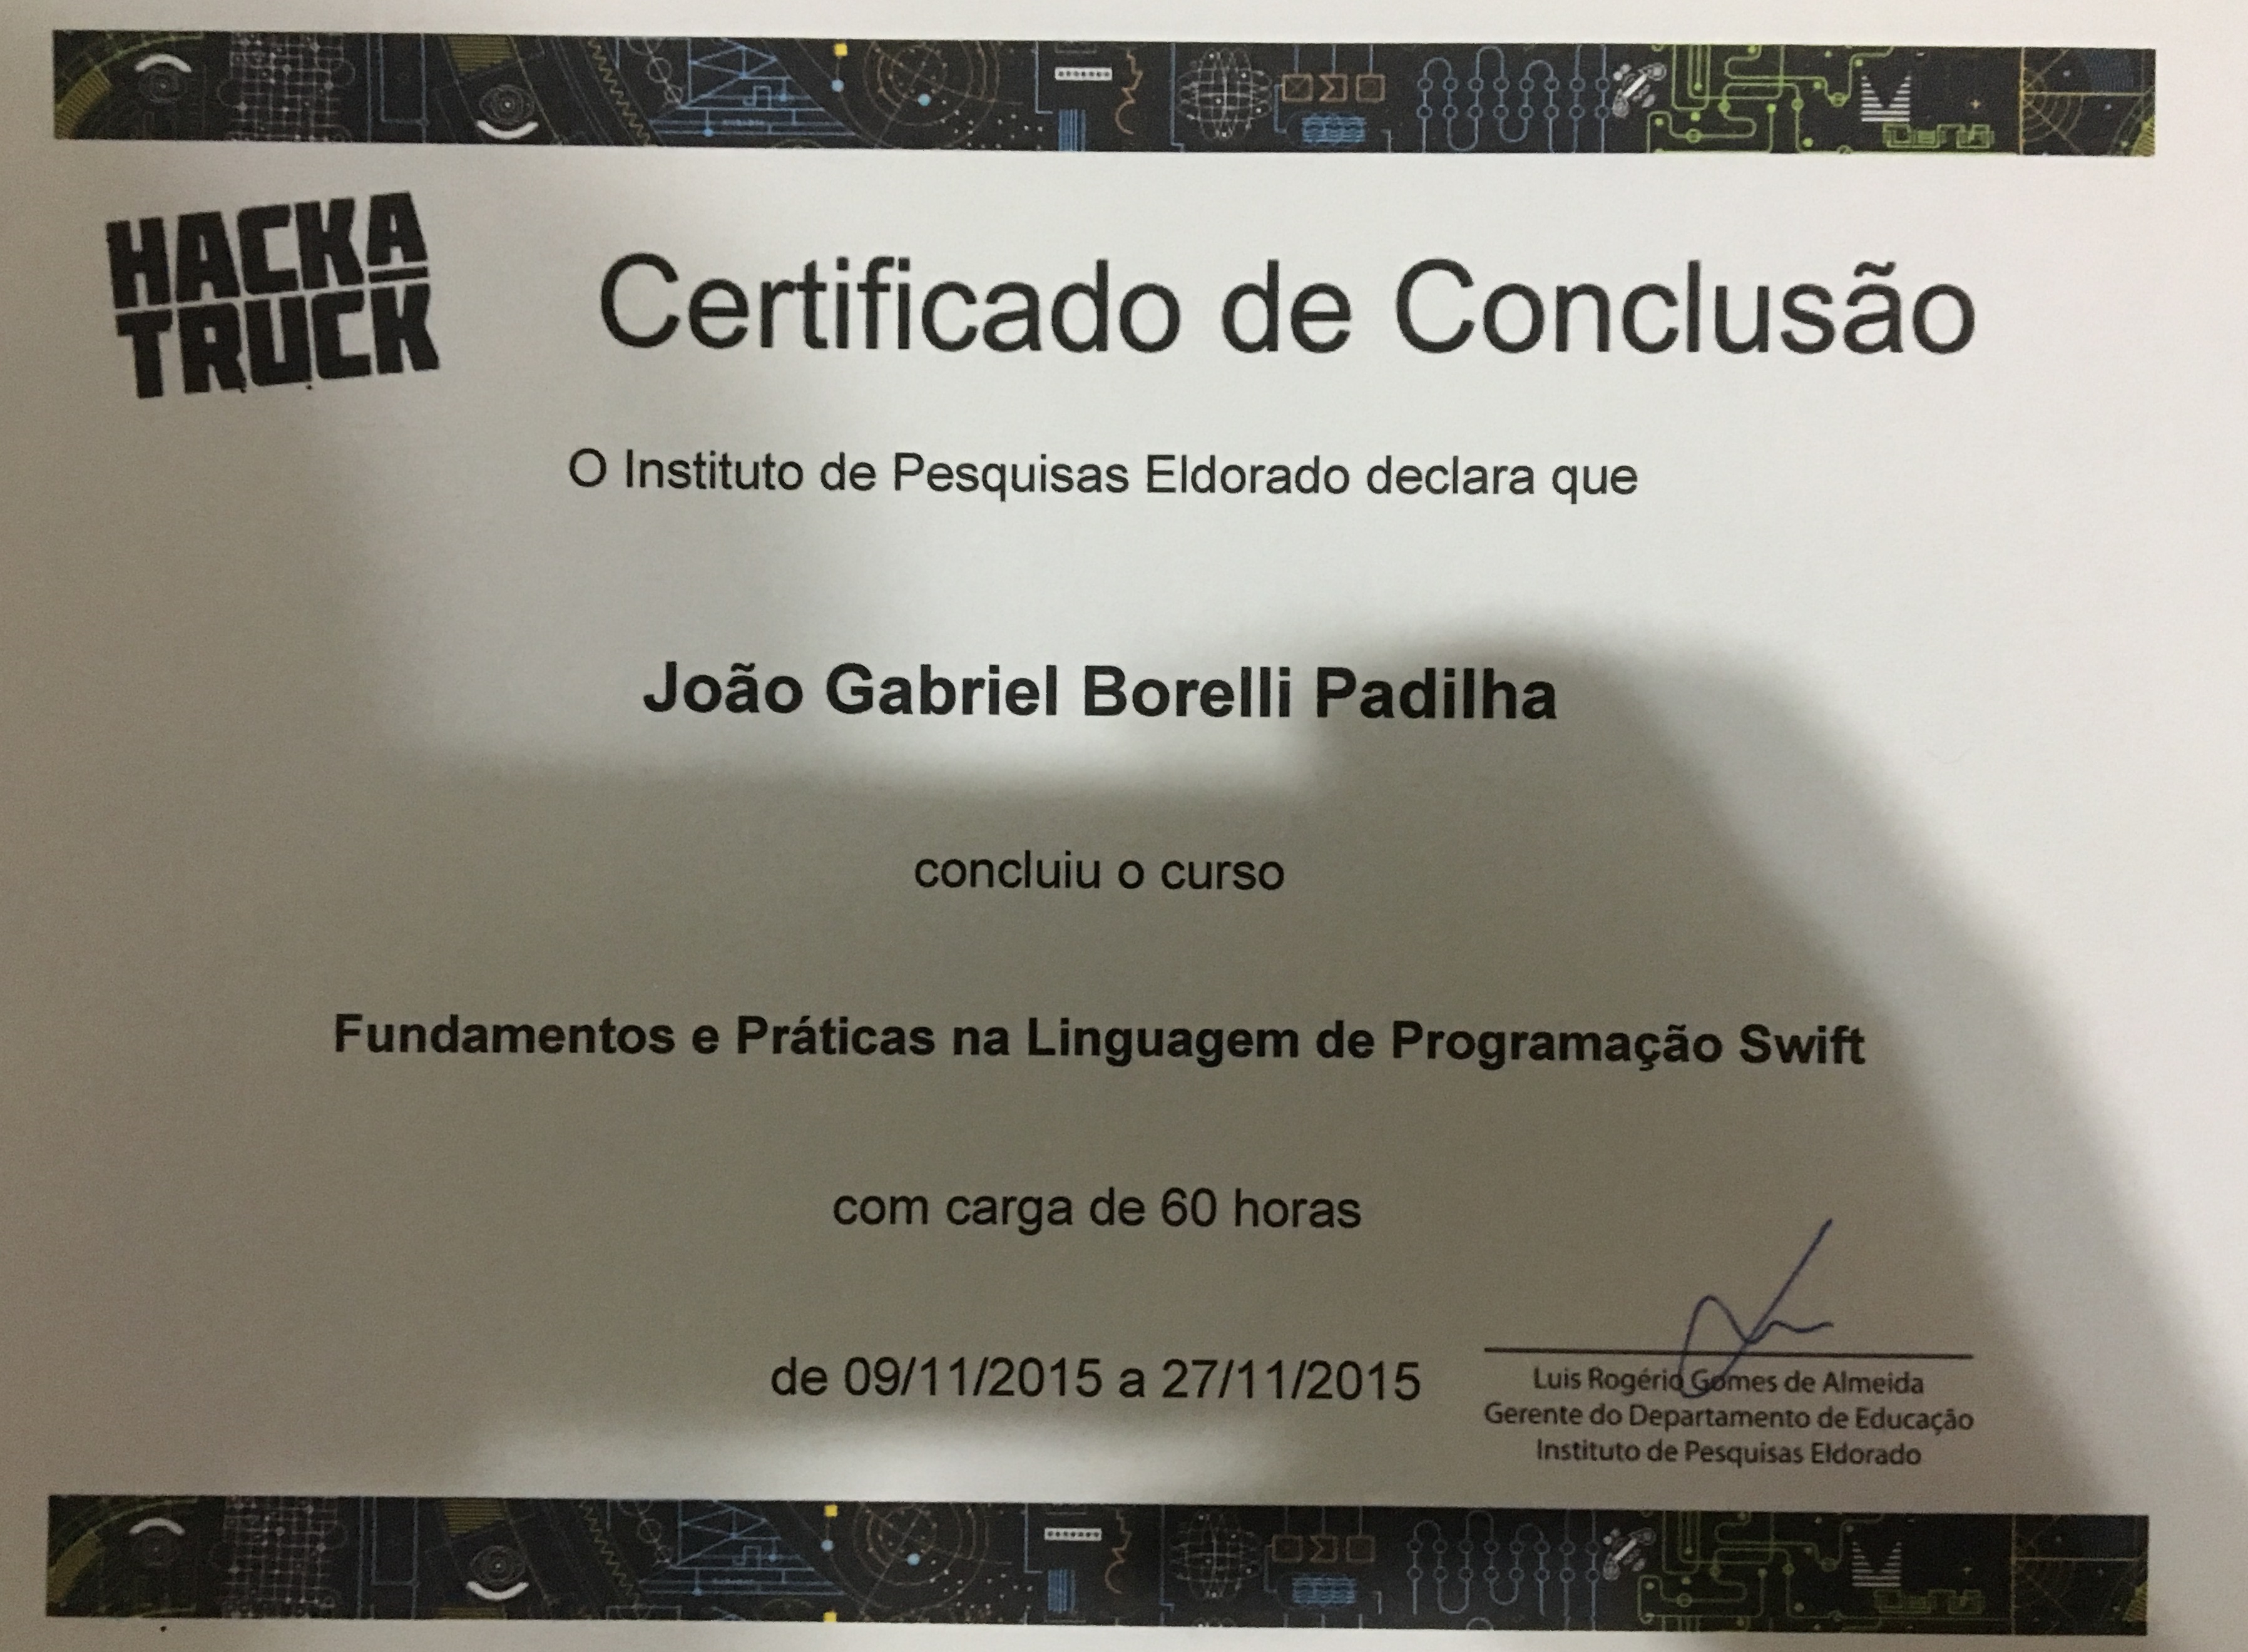 HACKA
TRUCK
Certificado de Conclusão
O Instituto de Pesquisas Eldorado declara que
João Gabriel Borelli Padilha
concluiu o curso
Fundamentos e Práticas na Linguagem de Programação Swift
com carga de 60 horas
de 09/11/2015 a 27/11/2015
Luis Rogério Gomes de Almeida
Gerente do Departamento de Educação
Instituto de Pesquisas Eldorado